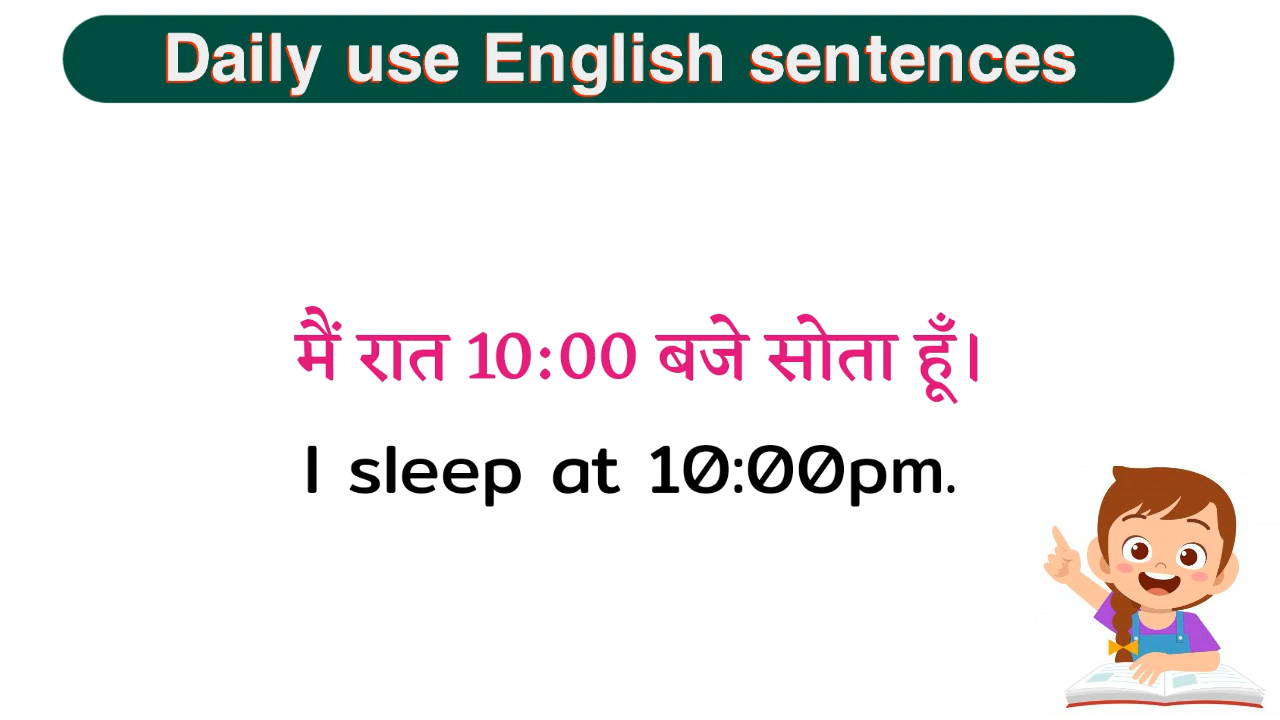 Daily use English sentences
मैं रात 10:00 बजे सोता हूँ।
I sleep at 10:00pm.